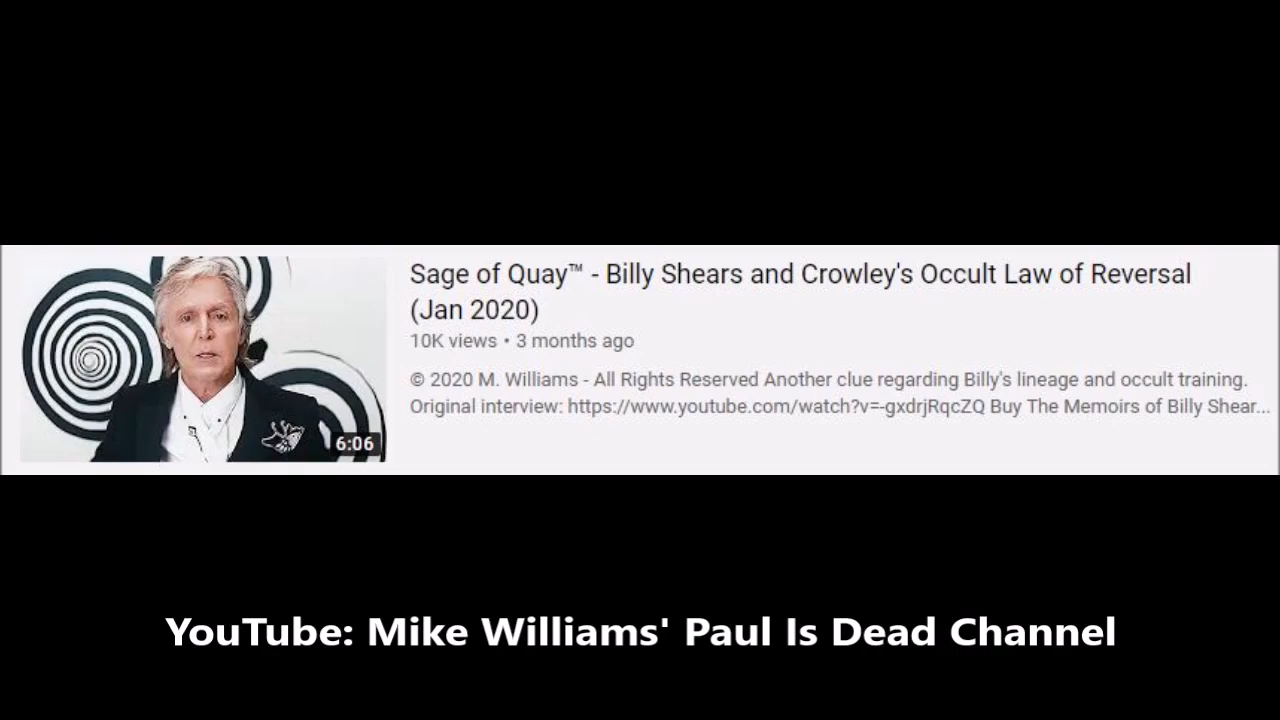 Sage of Quay™ - Billy Shears and Crowley's Occult Law of Reversal
(Jan 2020)
10K views • 3 months ago
© 2020 M. Williams - All Rights Reserved Another clue regarding Billy's lineage and occult training.
Original interview: https://www.youtube.com/watch?v=-gxdrjRqcZQ Buy The Memoirs of Billy Shear...
6:06
YouTube: Mike Williams' Paul Is Dead Channel